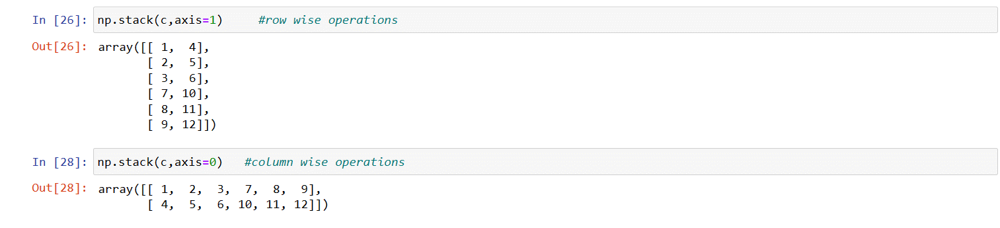 In [26]: np.stack(c,axis=1)     #row wise operations
Out[26]: array([[ 1,  4],
       [ 2,  5],
       [ 3,  6],
       [ 7, 10],
       [ 8, 11],
       [ 9, 12]])
In [28]: np.stack(c,axis=0)   #column wise operations
Out[28]: array([[ 1,  2,  3,  7,  8,  9],
       [ 4,  5,  6, 10, 11, 12]])